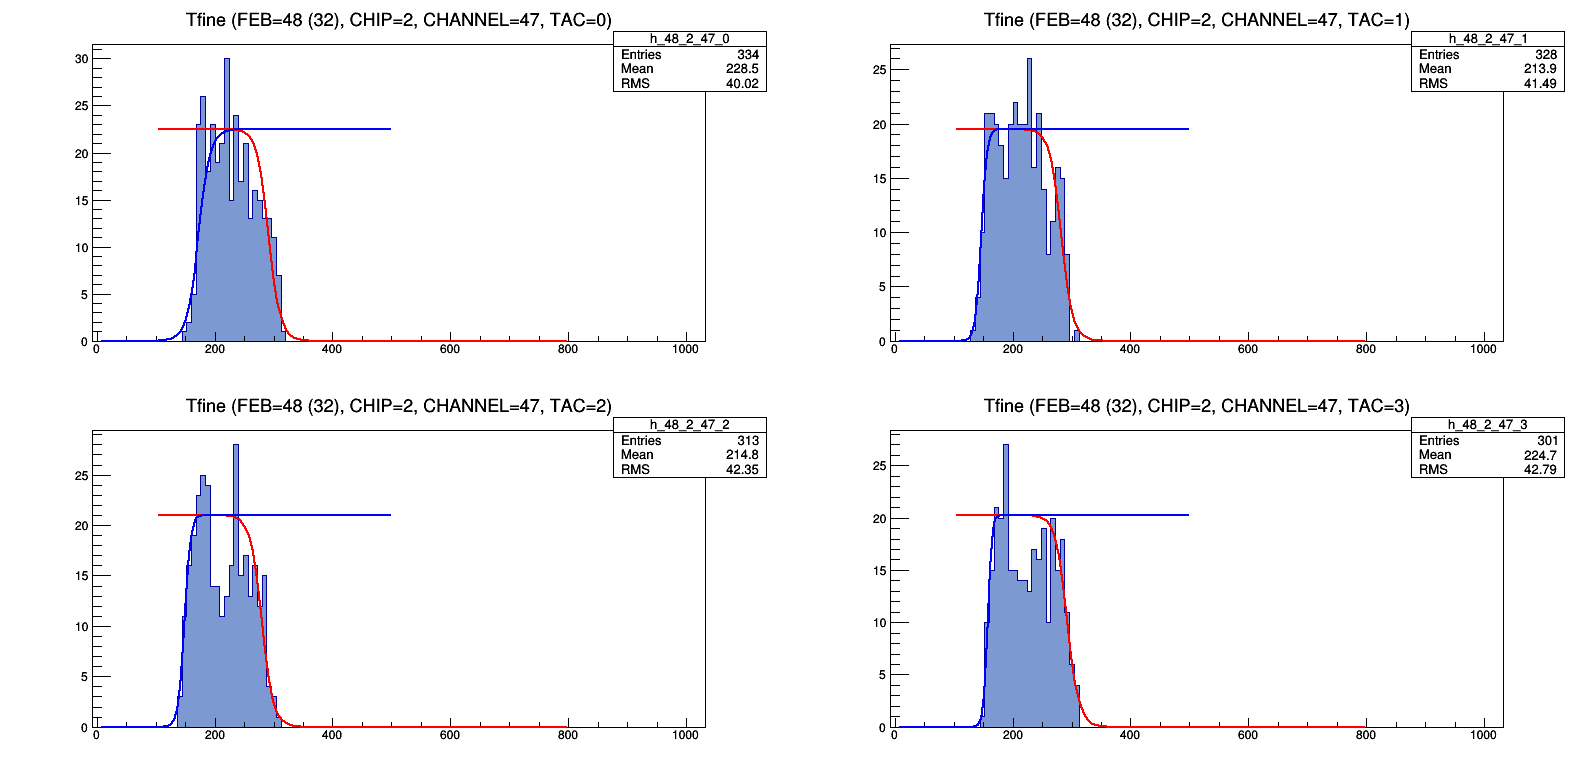 Tfine (FEB=48 (32), CHIP=2, CHANNEL=47, TAC=0)
h_48_2_47_0
Entries 334
Mean 228.5
RMS 40.02
30
25
20
15
10
5
0
0 200 400 600 800 1000
Tfine (FEB=48 (32), CHIP=2, CHANNEL=47, TAC=1)
h_48_2_47_1
Entries 328
Mean 213.9
RMS 41.49
25
20
15
10
5
0
0 200 400 600 800 1000
Tfine (FEB=48 (32), CHIP=2, CHANNEL=47, TAC=2)
h_48_2_47_2
Entries 313
Mean 214.8
RMS 42.35
25
20
15
10
5
0
0 200 400 600 800 1000
Tfine (FEB=48 (32), CHIP=2, CHANNEL=47, TAC=3)
h_48_2_47_3
Entries 301
Mean 224.7
RMS 42.79
25
20
15
10
5
0
0 200 400 600 800 1000